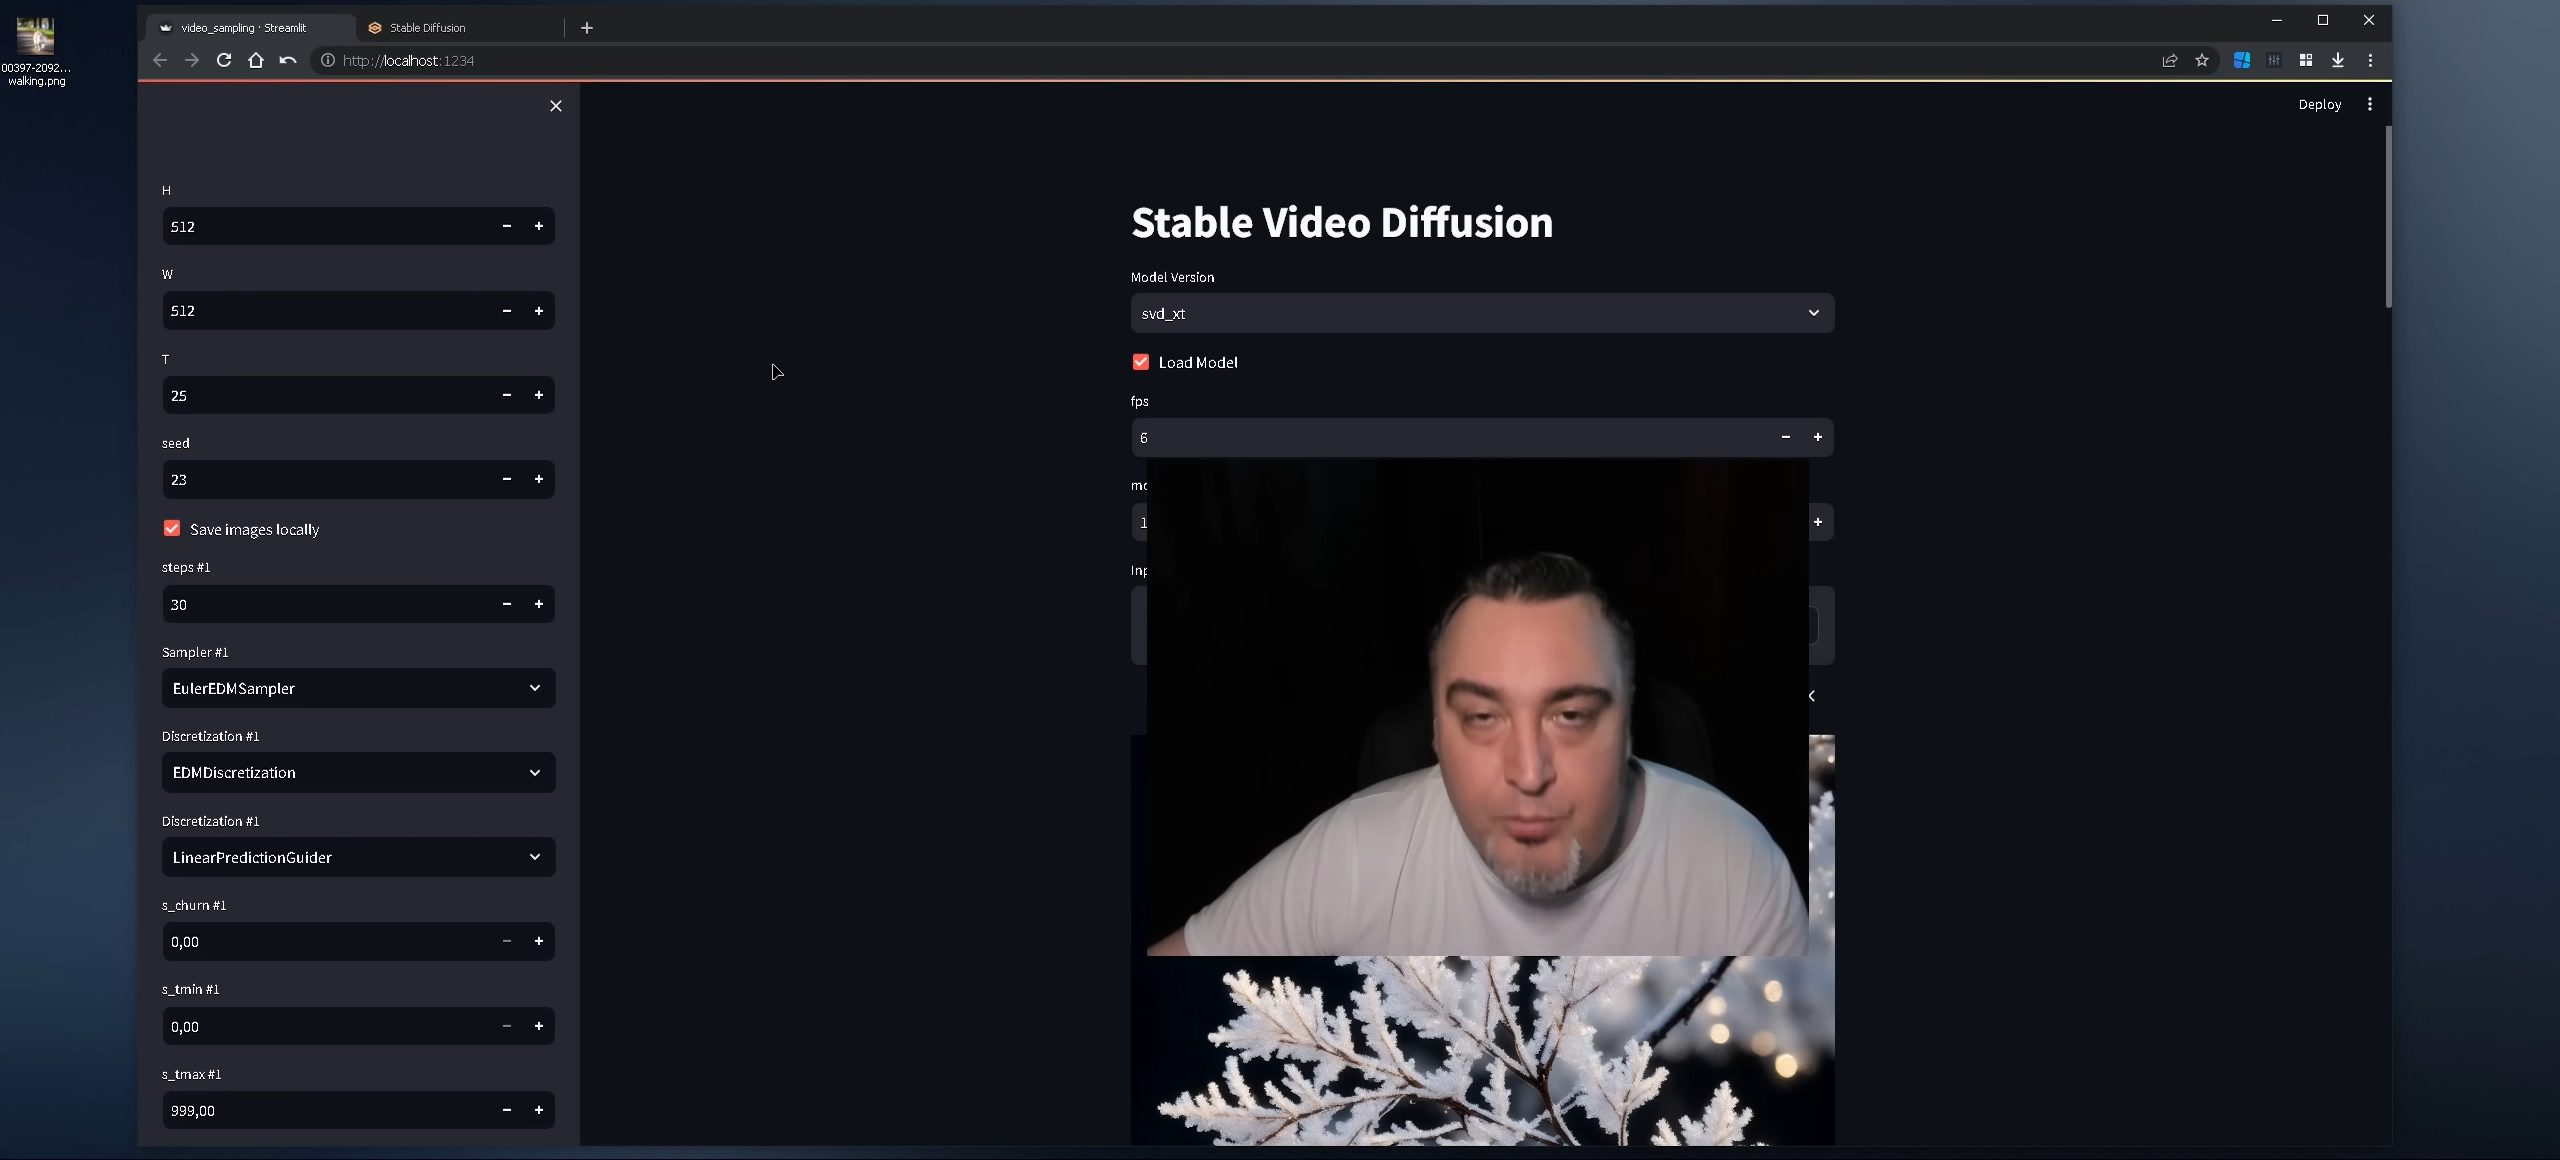 00397-2092...
walking.png
video_sampling · Streamlit
Stable Diffusion
http://localhost:1234
Deploy
H
512
W
512
T
25
seed
23
Save images locally
steps #1
30
Sampler #1
EulerEDMSampler
Discretization #1
EDMDiscretization
Discretization #1
LinearPredictionGuider
s_churn #1
0,00
s_tmin #1
0,00
s_tmax #1
999,00
Stable Video Diffusion
Model Version
svd_xt
Load Model
fps
6